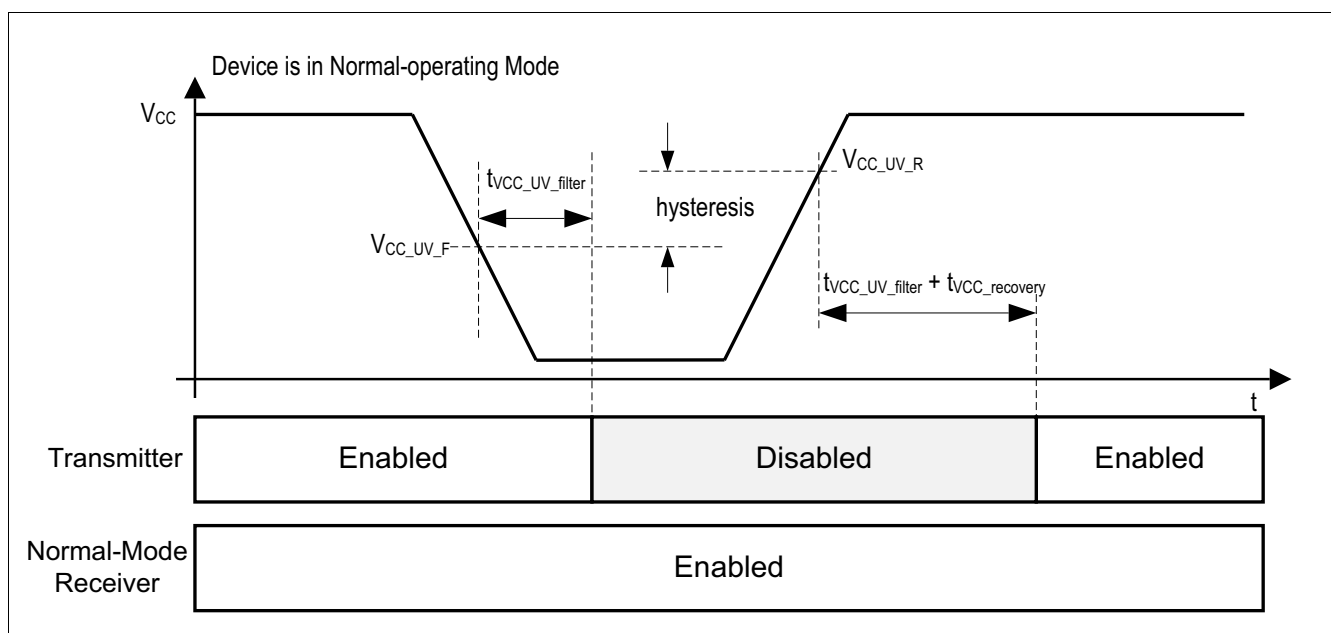 Device is in Normal-operating Mode
VCC
VCC_UV_R
tVCC_UV_filter
hysteresis
VCC_UV_F
tVCC_UV_filter + tVCC_recovery
t
Transmitter
Enabled
Disabled
Enabled
Normal-Mode
Receiver
Enabled